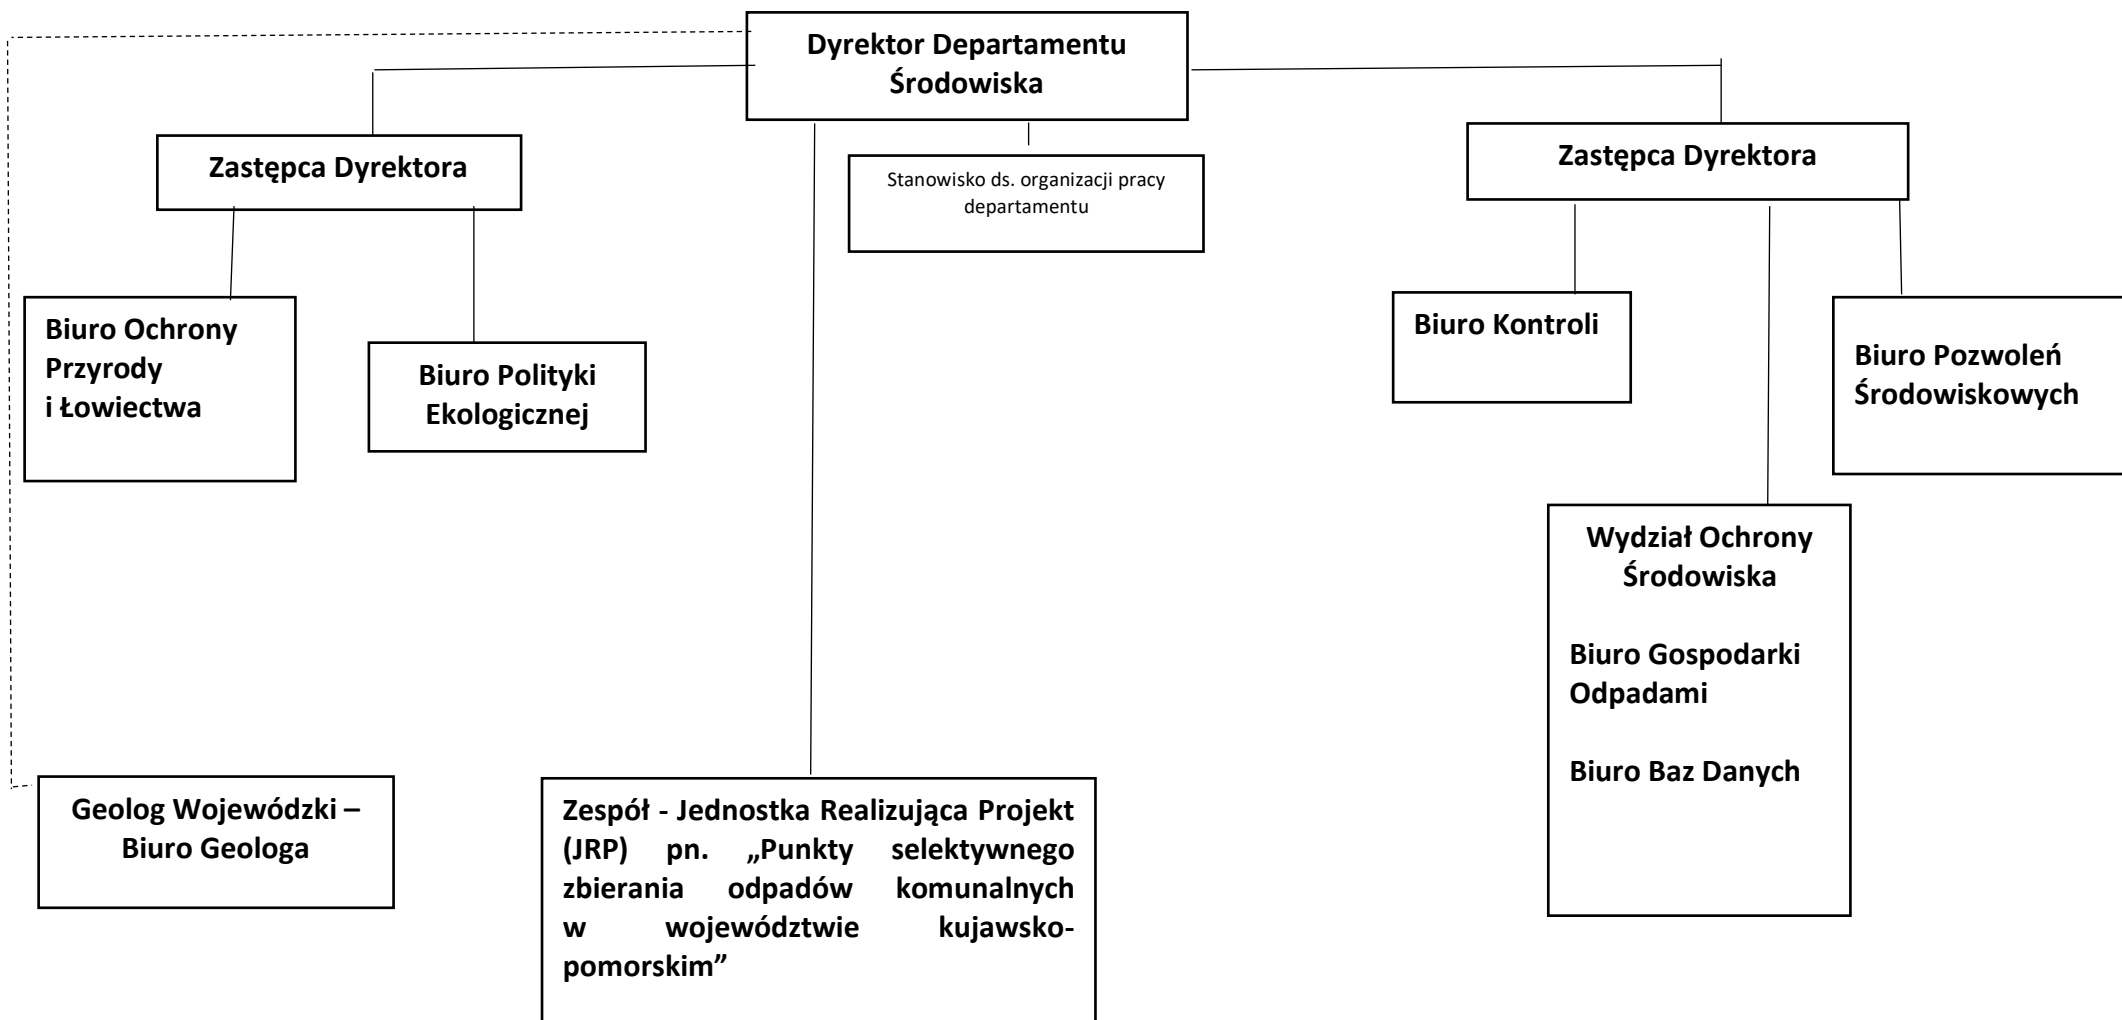 Dyrektor Departamentu
Środowiska
Zastępca Dyrektora
Stanowisko ds. organizacji pracy
departamentu
Zastępca Dyrektora
Biuro Ochrony
Przyrody
i Łowiectwa
Biuro Polityki
Ekologicznej
Biuro Kontroli
Biuro Pozwoleń
Środowiskowych
Wydział Ochrony
Środowiska
Biuro Gospodarki
Odpadami
Biuro Baz Danych
Geolog Wojewódzki –
Biuro Geologa
Zespół - Jednostka Realizująca Projekt
(JRP) pn. „Punkty selektywnego
zbierania odpadów komunalnych
w województwie kujawsko-
pomorskim”